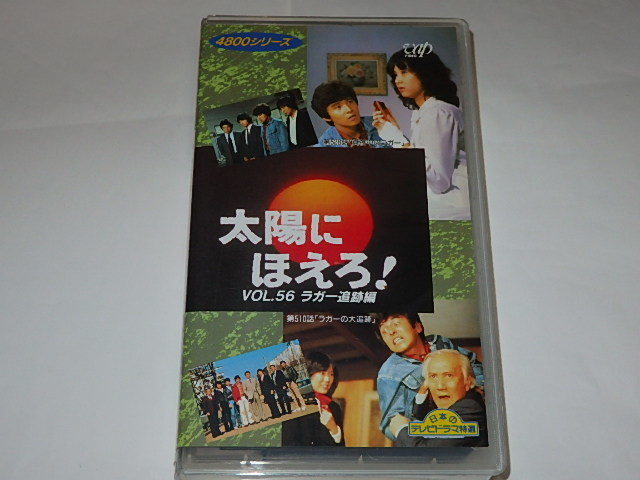 4800シリーズ
vap
VIDEO
太陽に
ほえろ!
VOL.56 ラガー追跡編
第510話「ラガーの大追跡」
日本の
テレビドラマ特選